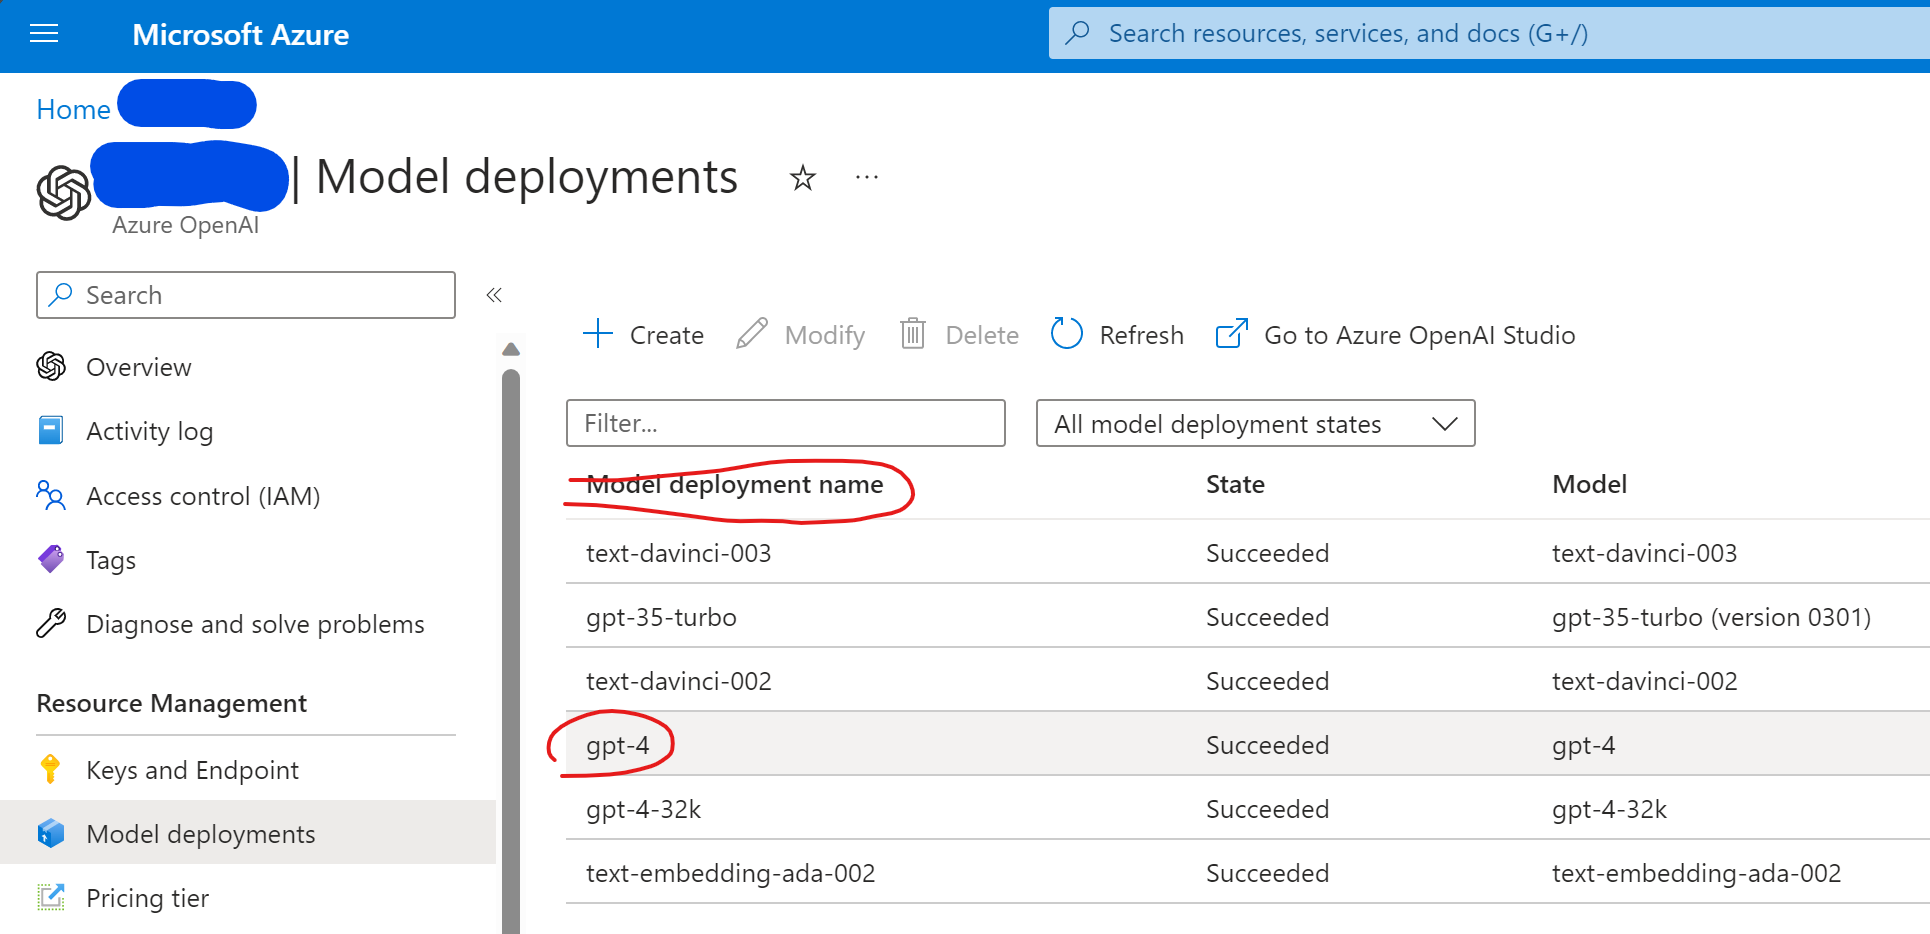 Microsoft Azure
Search resources, services, and docs (G+/)
Home
| Model deployments
Azure OpenAI
Search
Overview
Activity log
Access control (IAM)
Tags
Diagnose and solve problems
Resource Management
Keys and Endpoint
Model deployments
Pricing tier
Create Modify Delete Refresh Go to Azure OpenAI Studio
Filter... All model deployment states
Model deployment name State Model
text-davinci-003 Succeeded text-davinci-003
gpt-35-turbo Succeeded gpt-35-turbo (version 0301)
text-davinci-002 Succeeded text-davinci-002
gpt-4 Succeeded gpt-4
gpt-4-32k Succeeded gpt-4-32k
text-embedding-ada-002 Succeeded text-embedding-ada-002